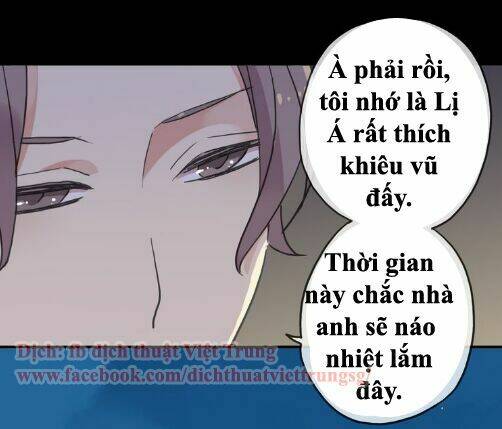 À phải rồi,
tôi nhớ là Lị
Á rất thích
khiêu vũ
đấy.
Thời gian
này chắc nhà
anh sẽ náo
nhiệt lắm
đây.
Dịch: fb dịch thuật Việt Trung
www.facebook.com/dichthuatviettrungsg/